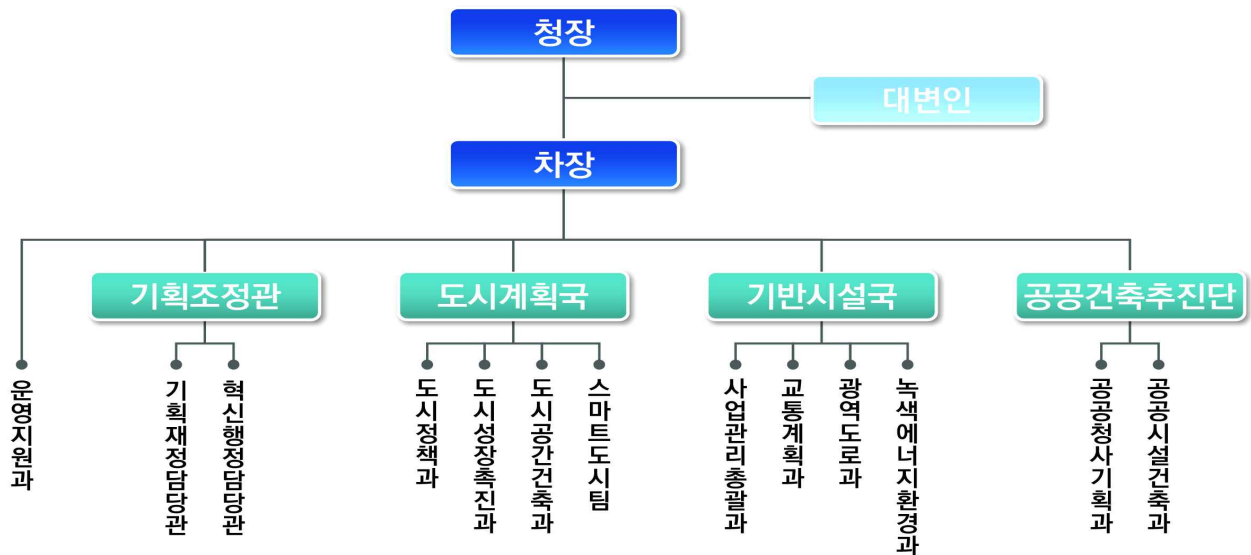 청장
대변인
차장
기획조정관
도시계획국
기반시설국
공공건축추진단
운영지원과
기획재정담당관
혁신행정담당관
도시정책과
도시성장촉진과
도시공간건축과
스마트도시팀
사업관리총괄과
교통계획과
광역도로과
녹색에너지환경과
공공청사기획과
공공시설건축과